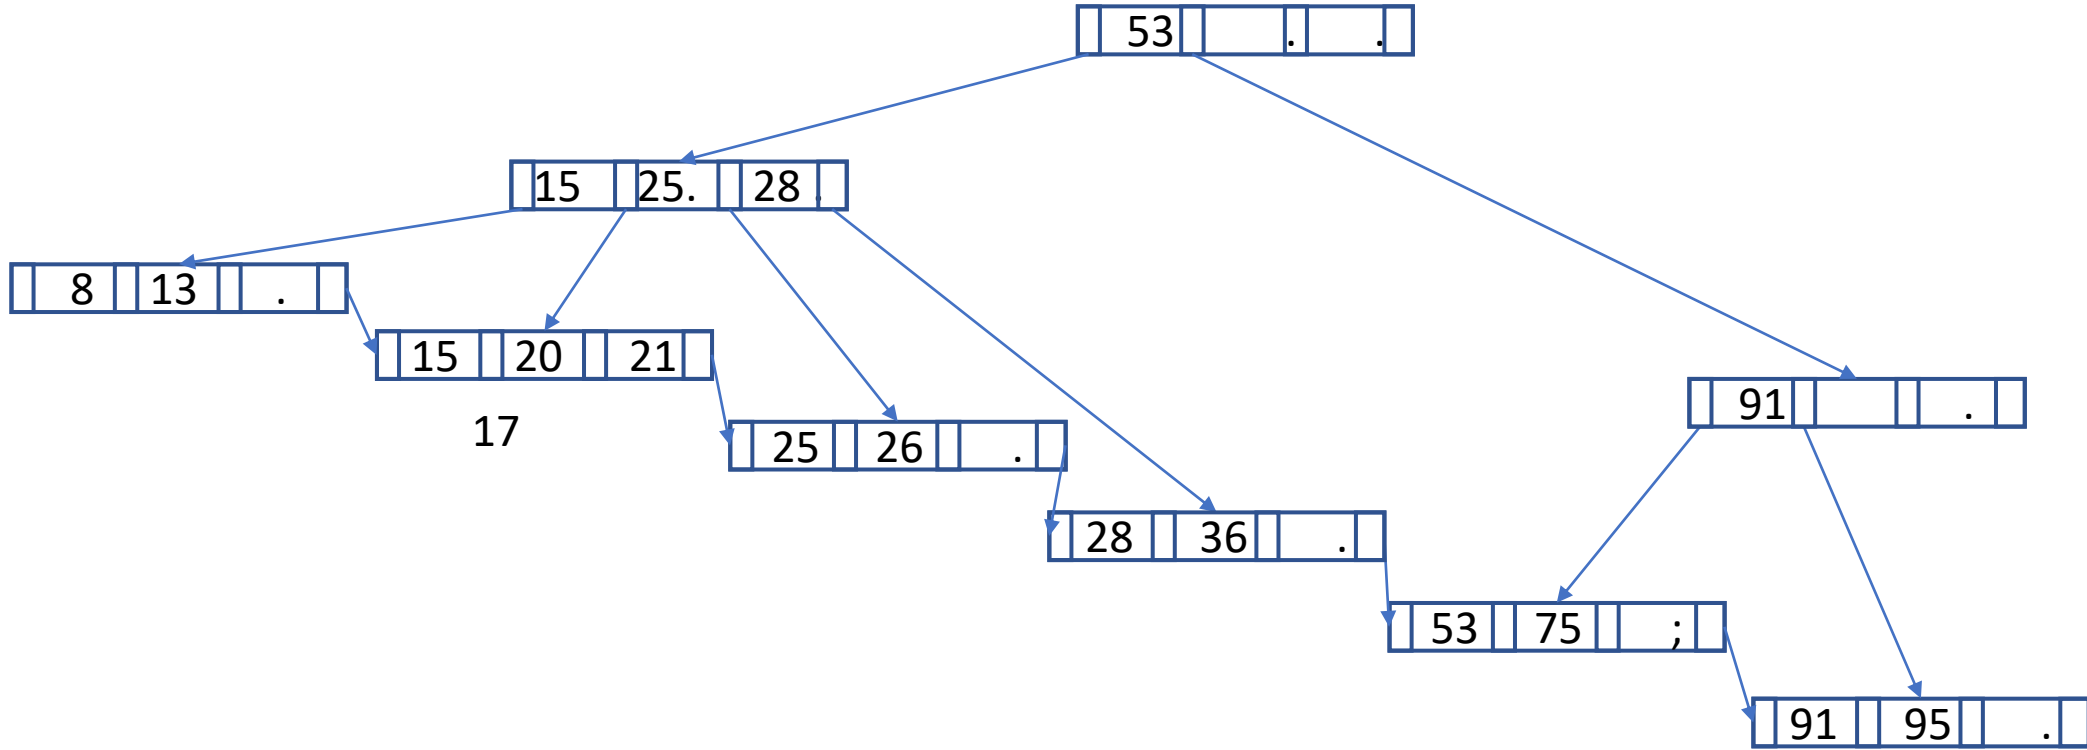 53 . .
15 25. 28 .
8 13 .
15 20 21
91 .
17
25 26 .
28 36 .
53 75 ;
91 95 .